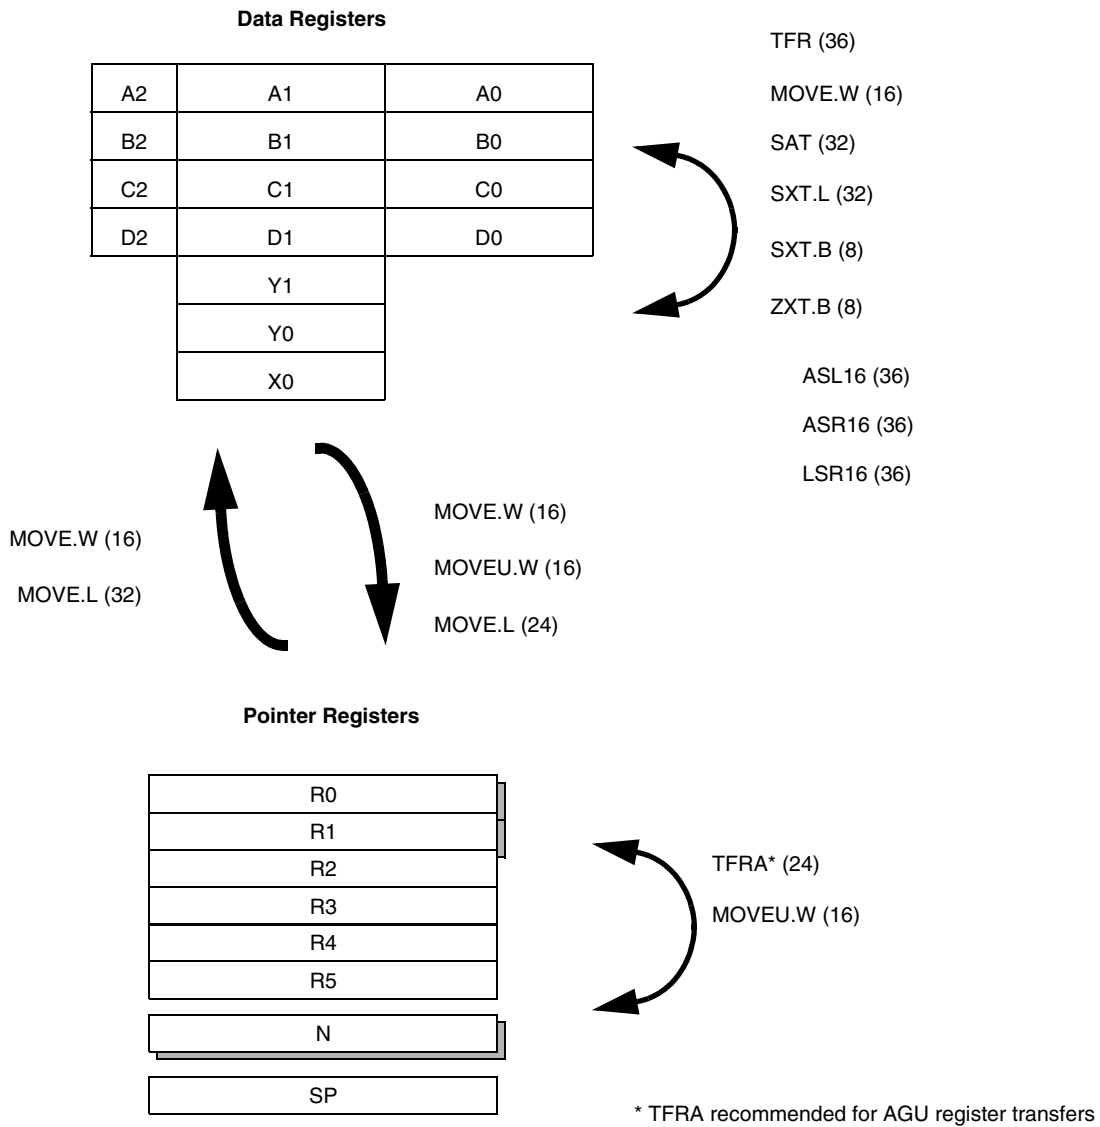 Data Registers
TFR (36)
MOVE.W (16)
SAT (32)
SXT.L (32)
SXT.B (8)
ZXT.B (8)
ASL16 (36)
ASR16 (36)
LSR16 (36)
A2 A1 A0
B2 B1 B0
C2 C1 C0
D2 D1 D0
Y1
Y0
X0
MOVE.W (16)
MOVE.L (32)
MOVE.W (16)
MOVEU.W (16)
MOVE.L (24)
Pointer Registers
R0
R1
R2
R3
R4
R5
N
SP
TFRA* (24)
MOVEU.W (16)
* TFRA recommended for AGU register transfers